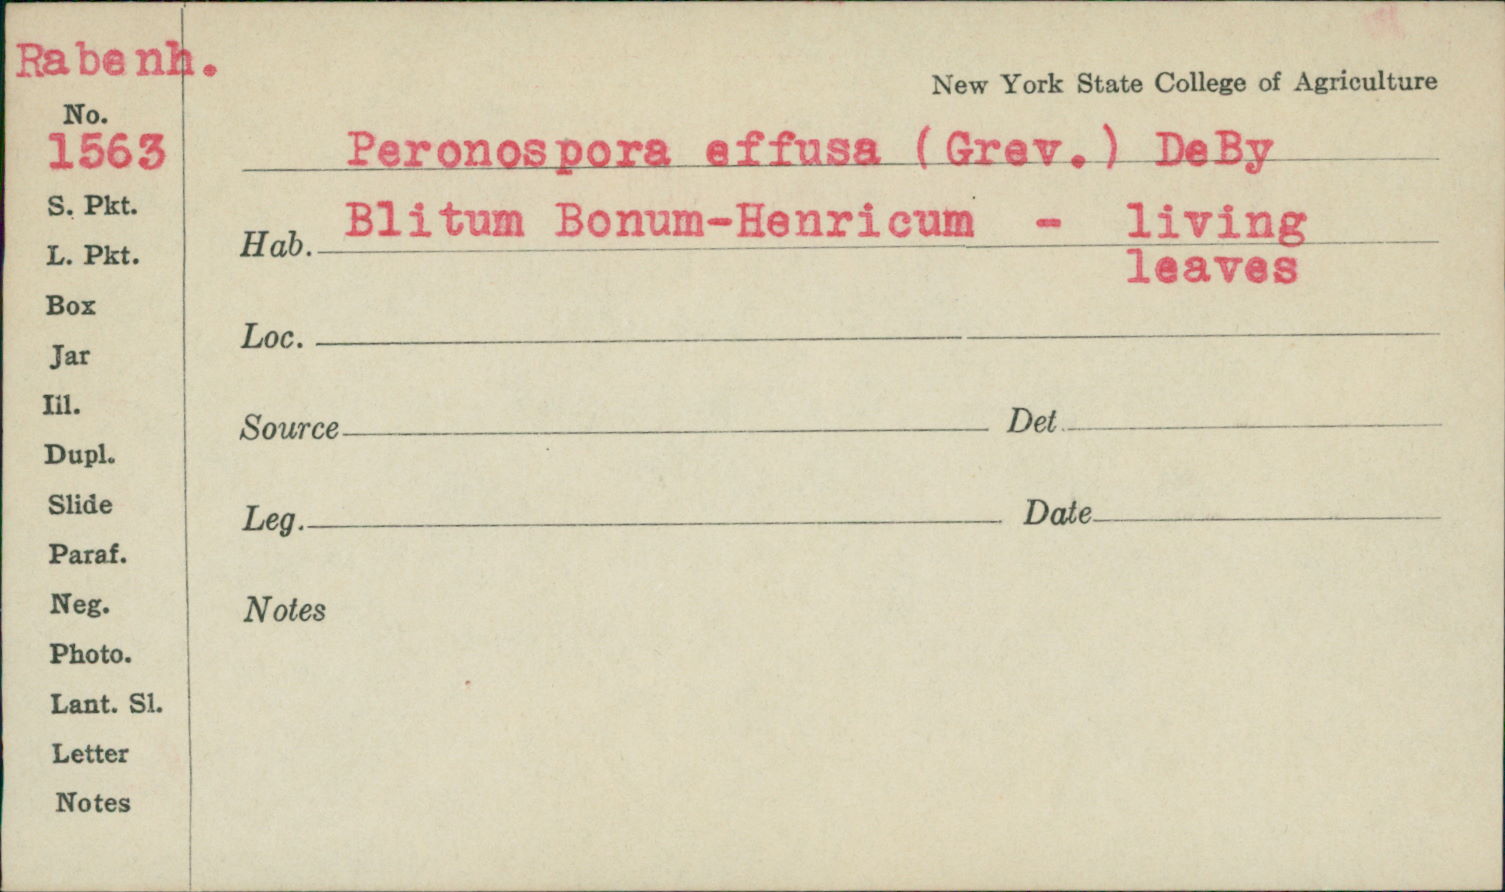 Rabenh.
New York State College of Agriculture
No.
1563
Peronospora effusa (Grev.) DeBy
S. Pkt.
Hab. Blitum Bonum-Henricum - living
leaves
L. Pkt.
Box
Loc.
Jar
Ill.
Source Det
Dupl.
Slide
Leg. Date
Paraf.
Neg.
Notes
Photo.
Lant. Sl.
Letter
Notes